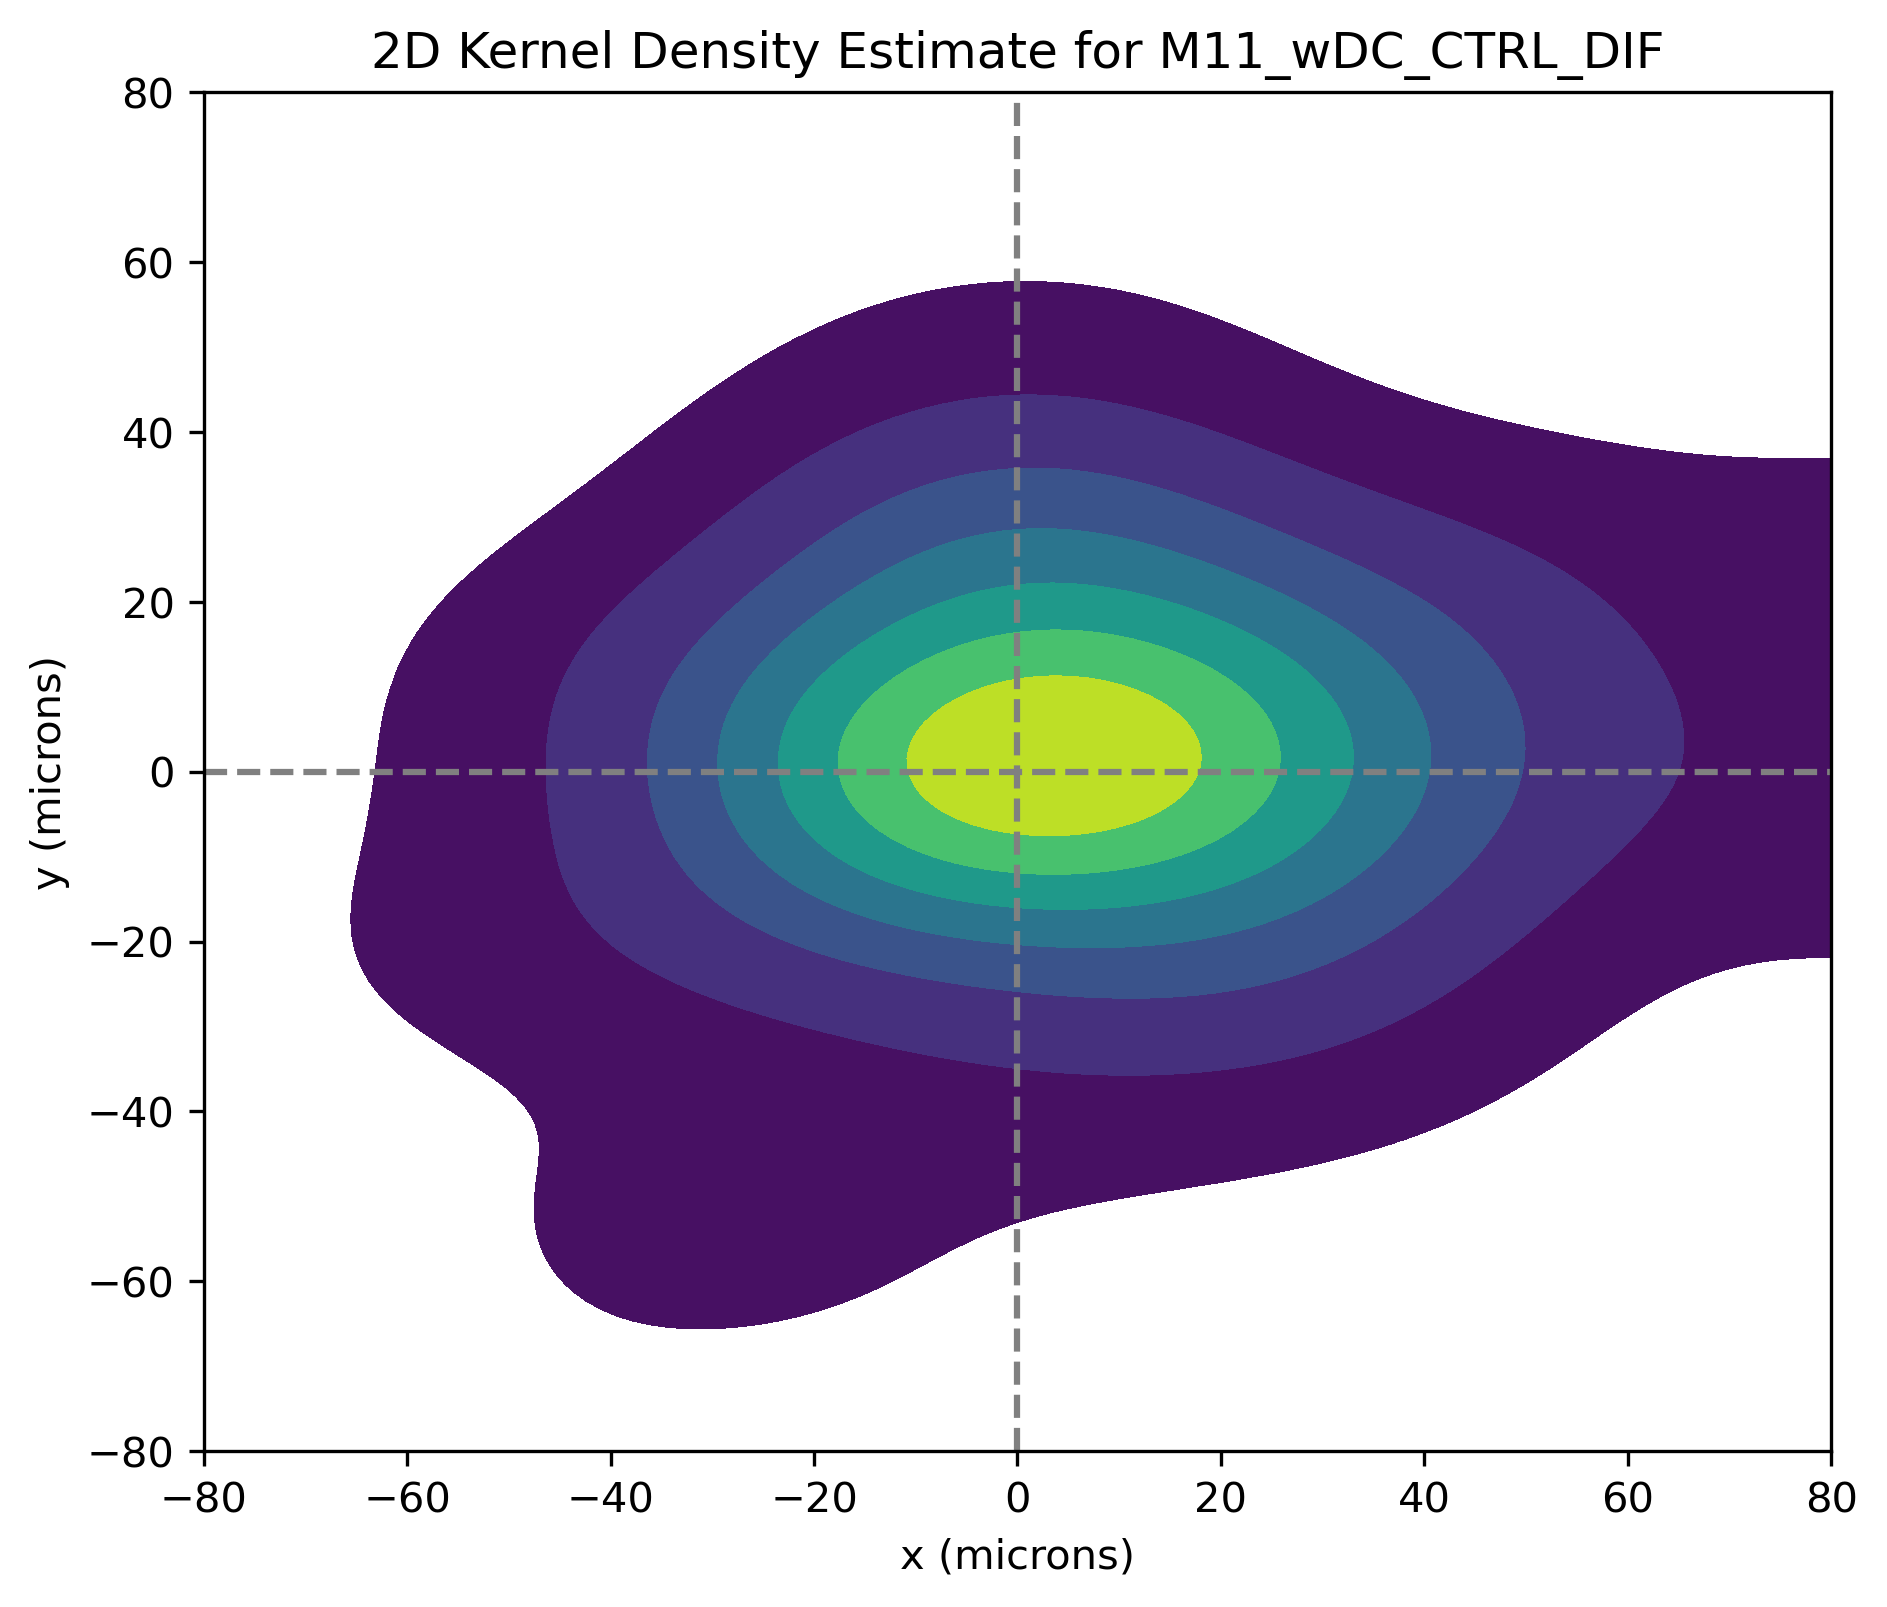 2D Kernel Density Estimate for M11_wDC_CTRL_DIF
80
60
40
20
0
−20
−40
−60
−80
y (microns)
−80 −60 −40 −20 0 20 40 60 80
x (microns)